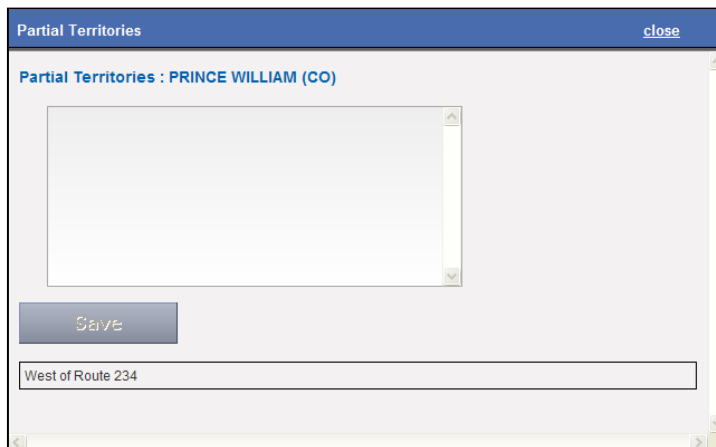 Partial Territories close
Partial Territories : PRINCE WILLIAM (CO)
Save
West of Route 234